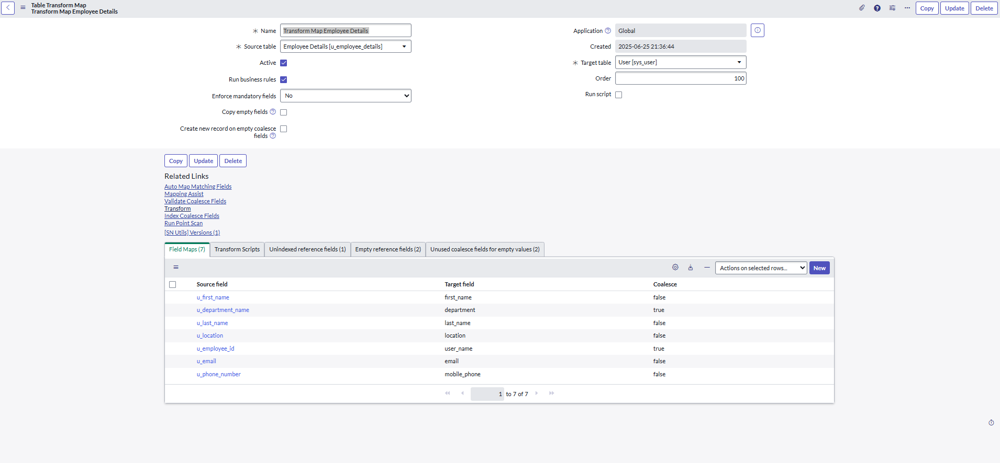 Table Transform Map
Transform Map Employee Details
Copy
Update
Delete
Name
Transform Map Employee Details
Source table
Employee Details [u_employee_details]
Active
Run business rules
Enforce mandatory fields
No
Copy empty fields
Create new record on empty coalesce
fields
Application
Global
Created
2025-06-25 21:36:44
Target table
User [sys_user]
Order
100
Run script
Copy
Update
Delete
Related Links
Auto Map Matching Fields
Mapping Assist
Validate Coalesce Fields
Transform
Index Coalesce Fields
Run Point Scan
[SN Utils] Versions (1)
Field Maps (7)
Transform Scripts
Unindexed reference fields (1)
Empty reference fields (2)
Unused coalesce fields for empty values (2)
Actions on selected rows...
New
Source field Target field Coalesce
u_first_name first_name false
u_department_name department true
u_last_name last_name false
u_location location false
u_employee_id user_name true
u_email email false
u_phone_number mobile_phone false
1 to 7 of 7